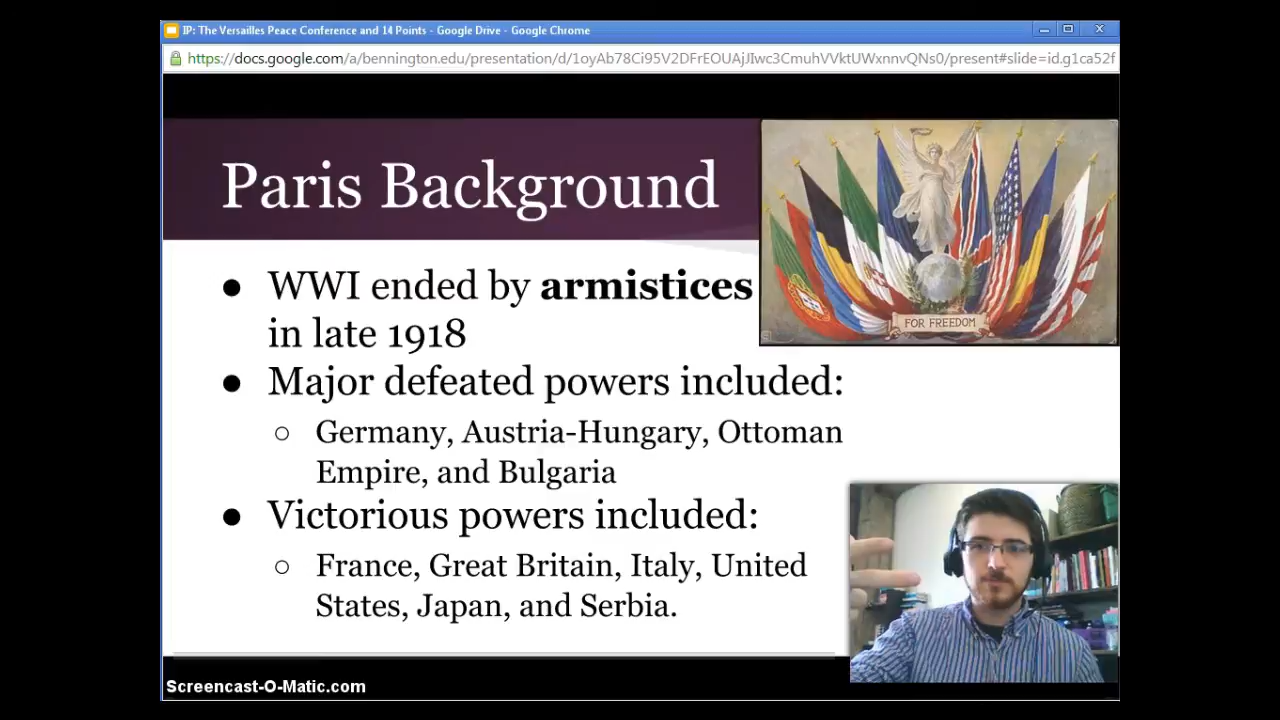 IP: The Versailles Peace Conference and 14 Points - Google Drive - Google Chrome
https://docs.google.com/a/bennington.edu/presentation/d/1oyAb78Ci95V2DFrEOUAjJIwc3CmuhVVktUWxnnvQNs0/present#slide=id.g1ca52f
Paris Background
FOR FREEDOM
● WWI ended by armistices
in late 1918
● Major defeated powers included:
○ Germany, Austria-Hungary, Ottoman
Empire, and Bulgaria
● Victorious powers included:
○ France, Great Britain, Italy, United
States, Japan, and Serbia.
Screencast-O-Matic.com